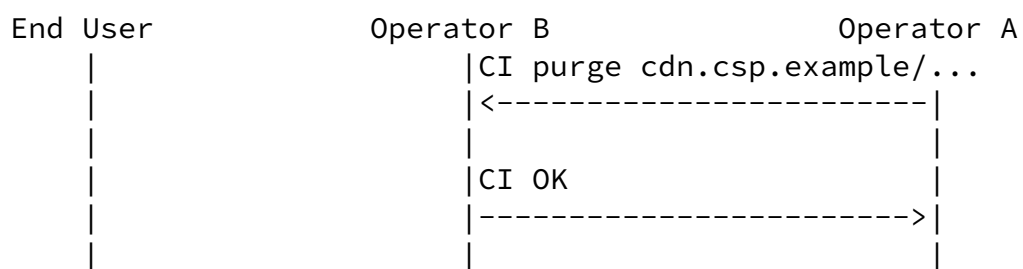 End User Operator B Operator A
CI purge cdn.csp.example/...
CI OK